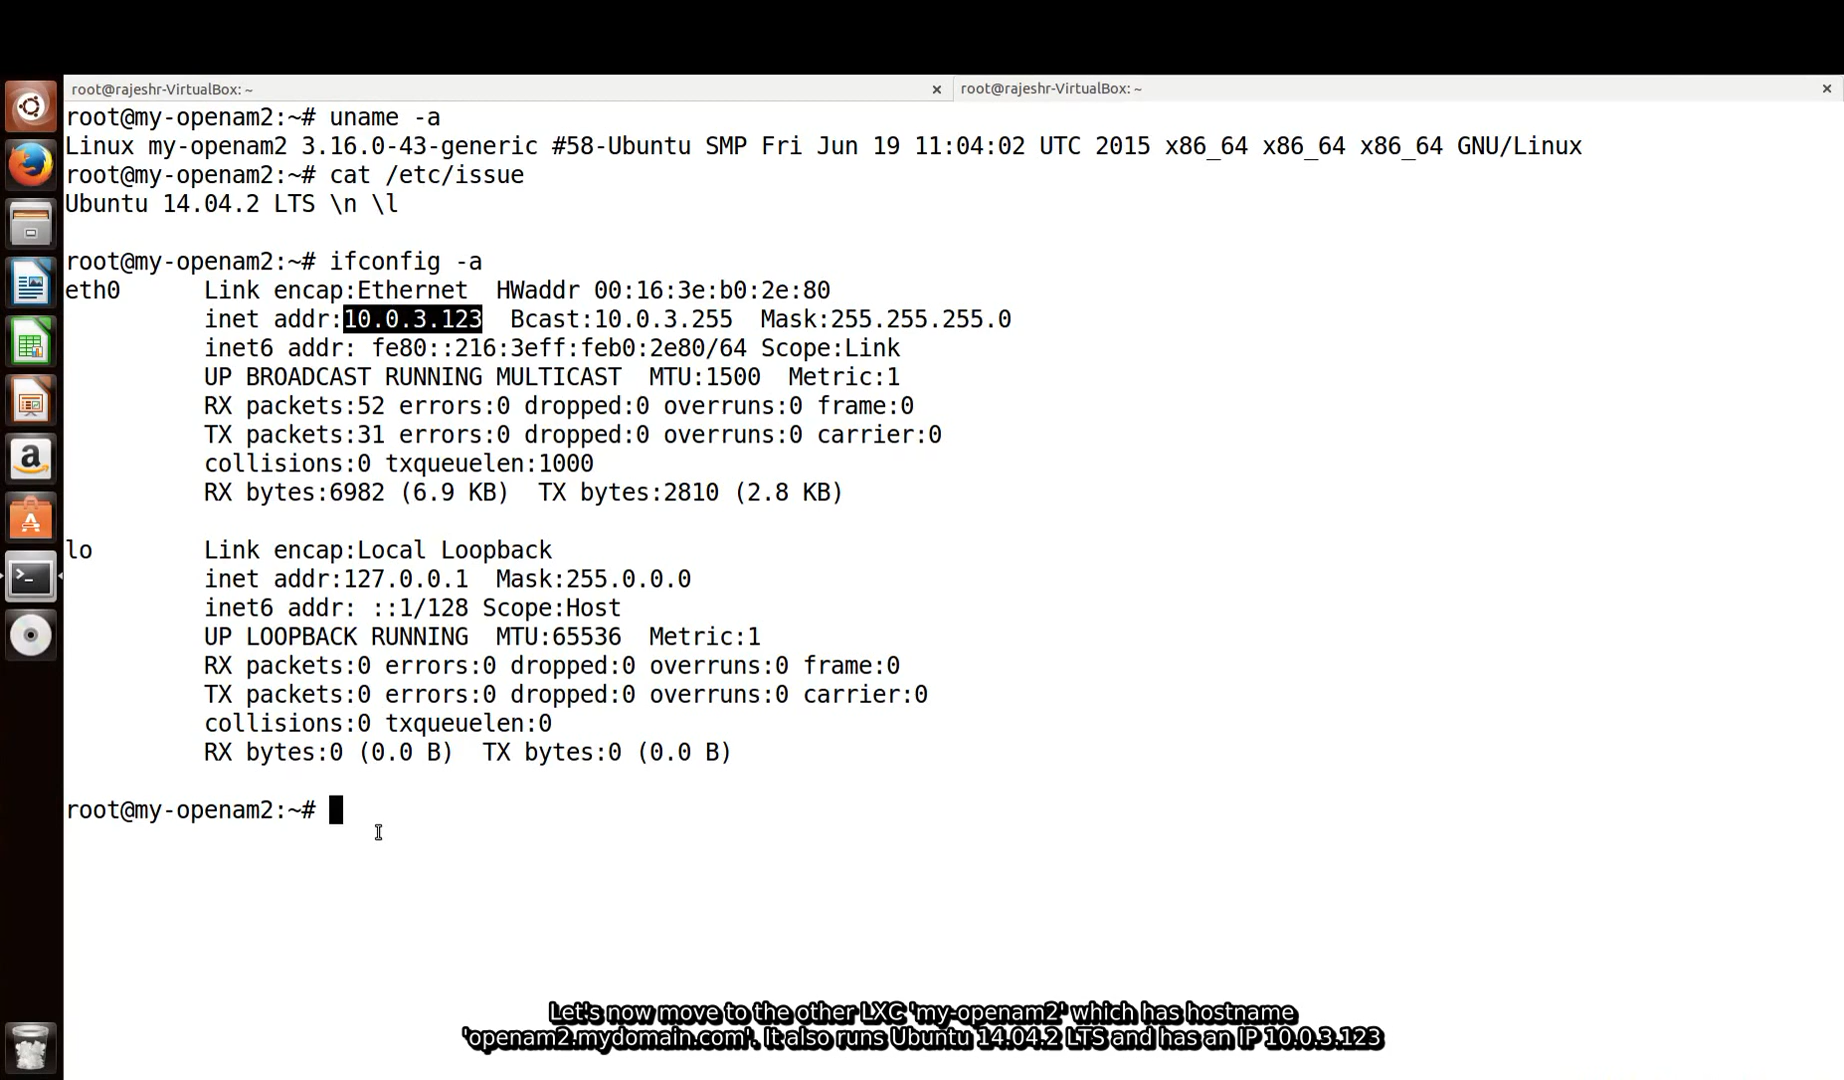 root@rajeshr-VirtualBox: ~ × root@rajeshr-VirtualBox: ~ ×
root@my-openam2:~# uname -a
Linux my-openam2 3.16.0-43-generic #58-Ubuntu SMP Fri Jun 19 11:04:02 UTC 2015 x86_64 x86_64 x86_64 GNU/Linux
root@my-openam2:~# cat /etc/issue
Ubuntu 14.04.2 LTS \n \l
root@my-openam2:~# ifconfig -a
eth0 Link encap:Ethernet HWaddr 00:16:3e:b0:2e:80
inet addr:10.0.3.123 Bcast:10.0.3.255 Mask:255.255.255.0
inet6 addr: fe80::216:3eff:feb0:2e80/64 Scope:Link
UP BROADCAST RUNNING MULTICAST MTU:1500 Metric:1
RX packets:52 errors:0 dropped:0 overruns:0 frame:0
TX packets:31 errors:0 dropped:0 overruns:0 carrier:0
collisions:0 txqueuelen:1000
RX bytes:6982 (6.9 KB) TX bytes:2810 (2.8 KB)
lo Link encap:Local Loopback
inet addr:127.0.0.1 Mask:255.0.0.0
inet6 addr: ::1/128 Scope:Host
UP LOOPBACK RUNNING MTU:65536 Metric:1
RX packets:0 errors:0 dropped:0 overruns:0 frame:0
TX packets:0 errors:0 dropped:0 overruns:0 carrier:0
collisions:0 txqueuelen:0
RX bytes:0 (0.0 B) TX bytes:0 (0.0 B)
root@my-openam2:~#
Let's now move to the other LXC 'my-openam2' which has hostname
'openam2.mydomain.com'. It also runs Ubuntu 14.04.2 LTS and has an IP 10.0.3.123